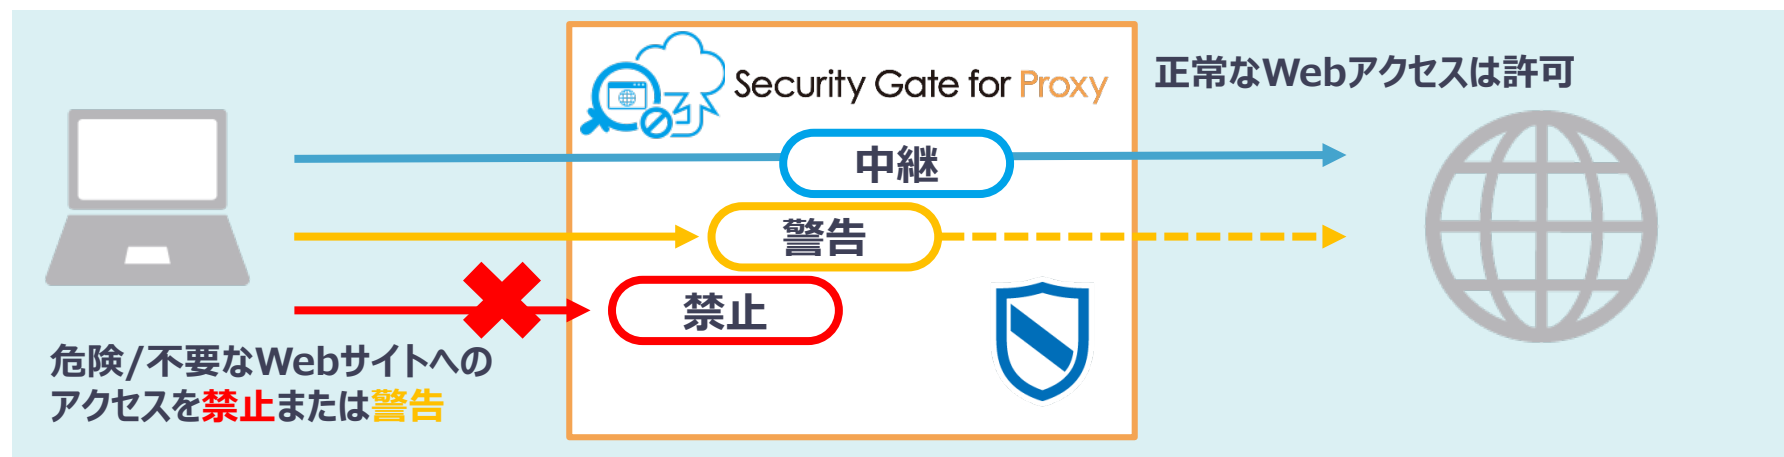 Security Gate for Proxy
正常なWebアクセスは許可
中継
警告
禁止
危険/不要なWebサイトへの
アクセスを禁止または警告